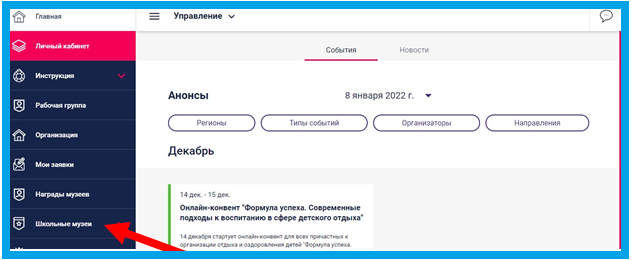 Главная
Управление
Личный кабинет
События
Новости
Инструкция
Анонсы
8 января 2022 г.
Рабочая группа
Регионы
Типы событий
Организаторы
Направления
Организация
Декабрь
Мои заявки
Награды музеев
14 дек. - 15 дек.
Онлайн-конвент "Формула успеха. Современные
подходы к воспитанию в сфере детского отдыха"
Школьные музеи
14 декабря стартует онлайн-конвент для всех причастных к
организации отдыха и оздоровления детей "Формула успеха.